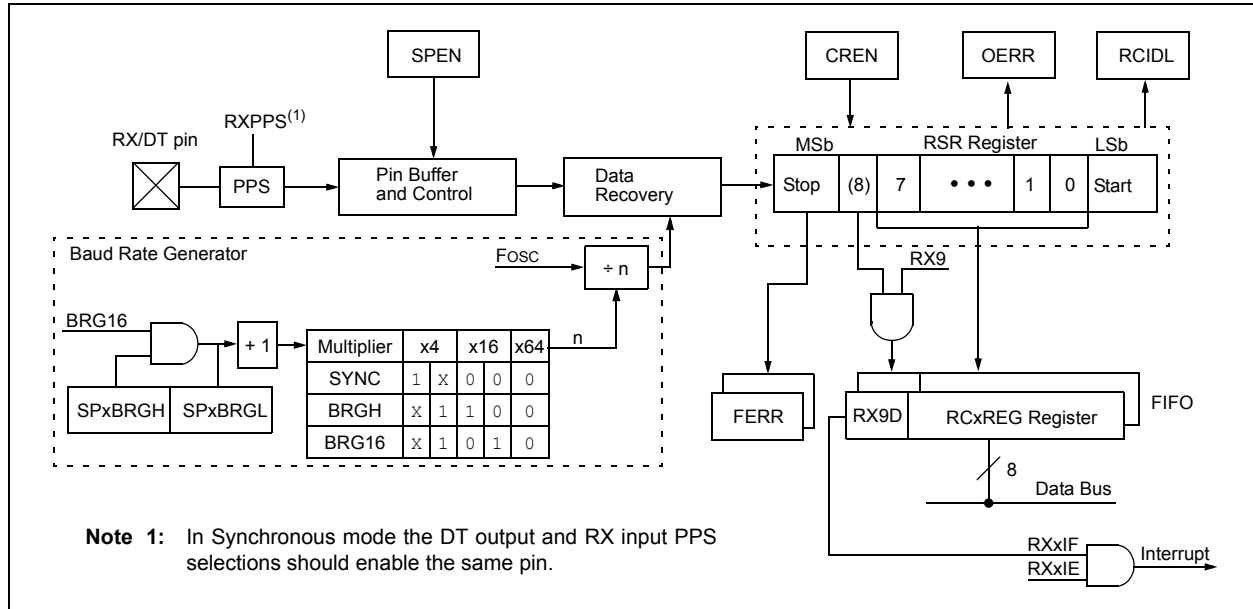 SPEN
CREN
OERR
RCIDL
RXPPS(1)
RX/DT pin
PPS
Pin Buffer
and Control
Data
Recovery
MSb
RSR Register
LSb
Stop
(8)
7
• • •
1
0
Start
Baud Rate Generator
FOSC
÷ n
RX9
BRG16
+ 1
n
Multiplier x4 x16 x64
SYNC 1 X 0 0 0
BRGH X 1 1 0 0
BRG16 X 1 0 1 0
SPxBRGH
SPxBRGL
FERR
RX9D
RCxREG Register
FIFO
8
Data Bus
Note 1: In Synchronous mode the DT output and RX input PPS
selections should enable the same pin.
RXxIF
RXxIE
Interrupt